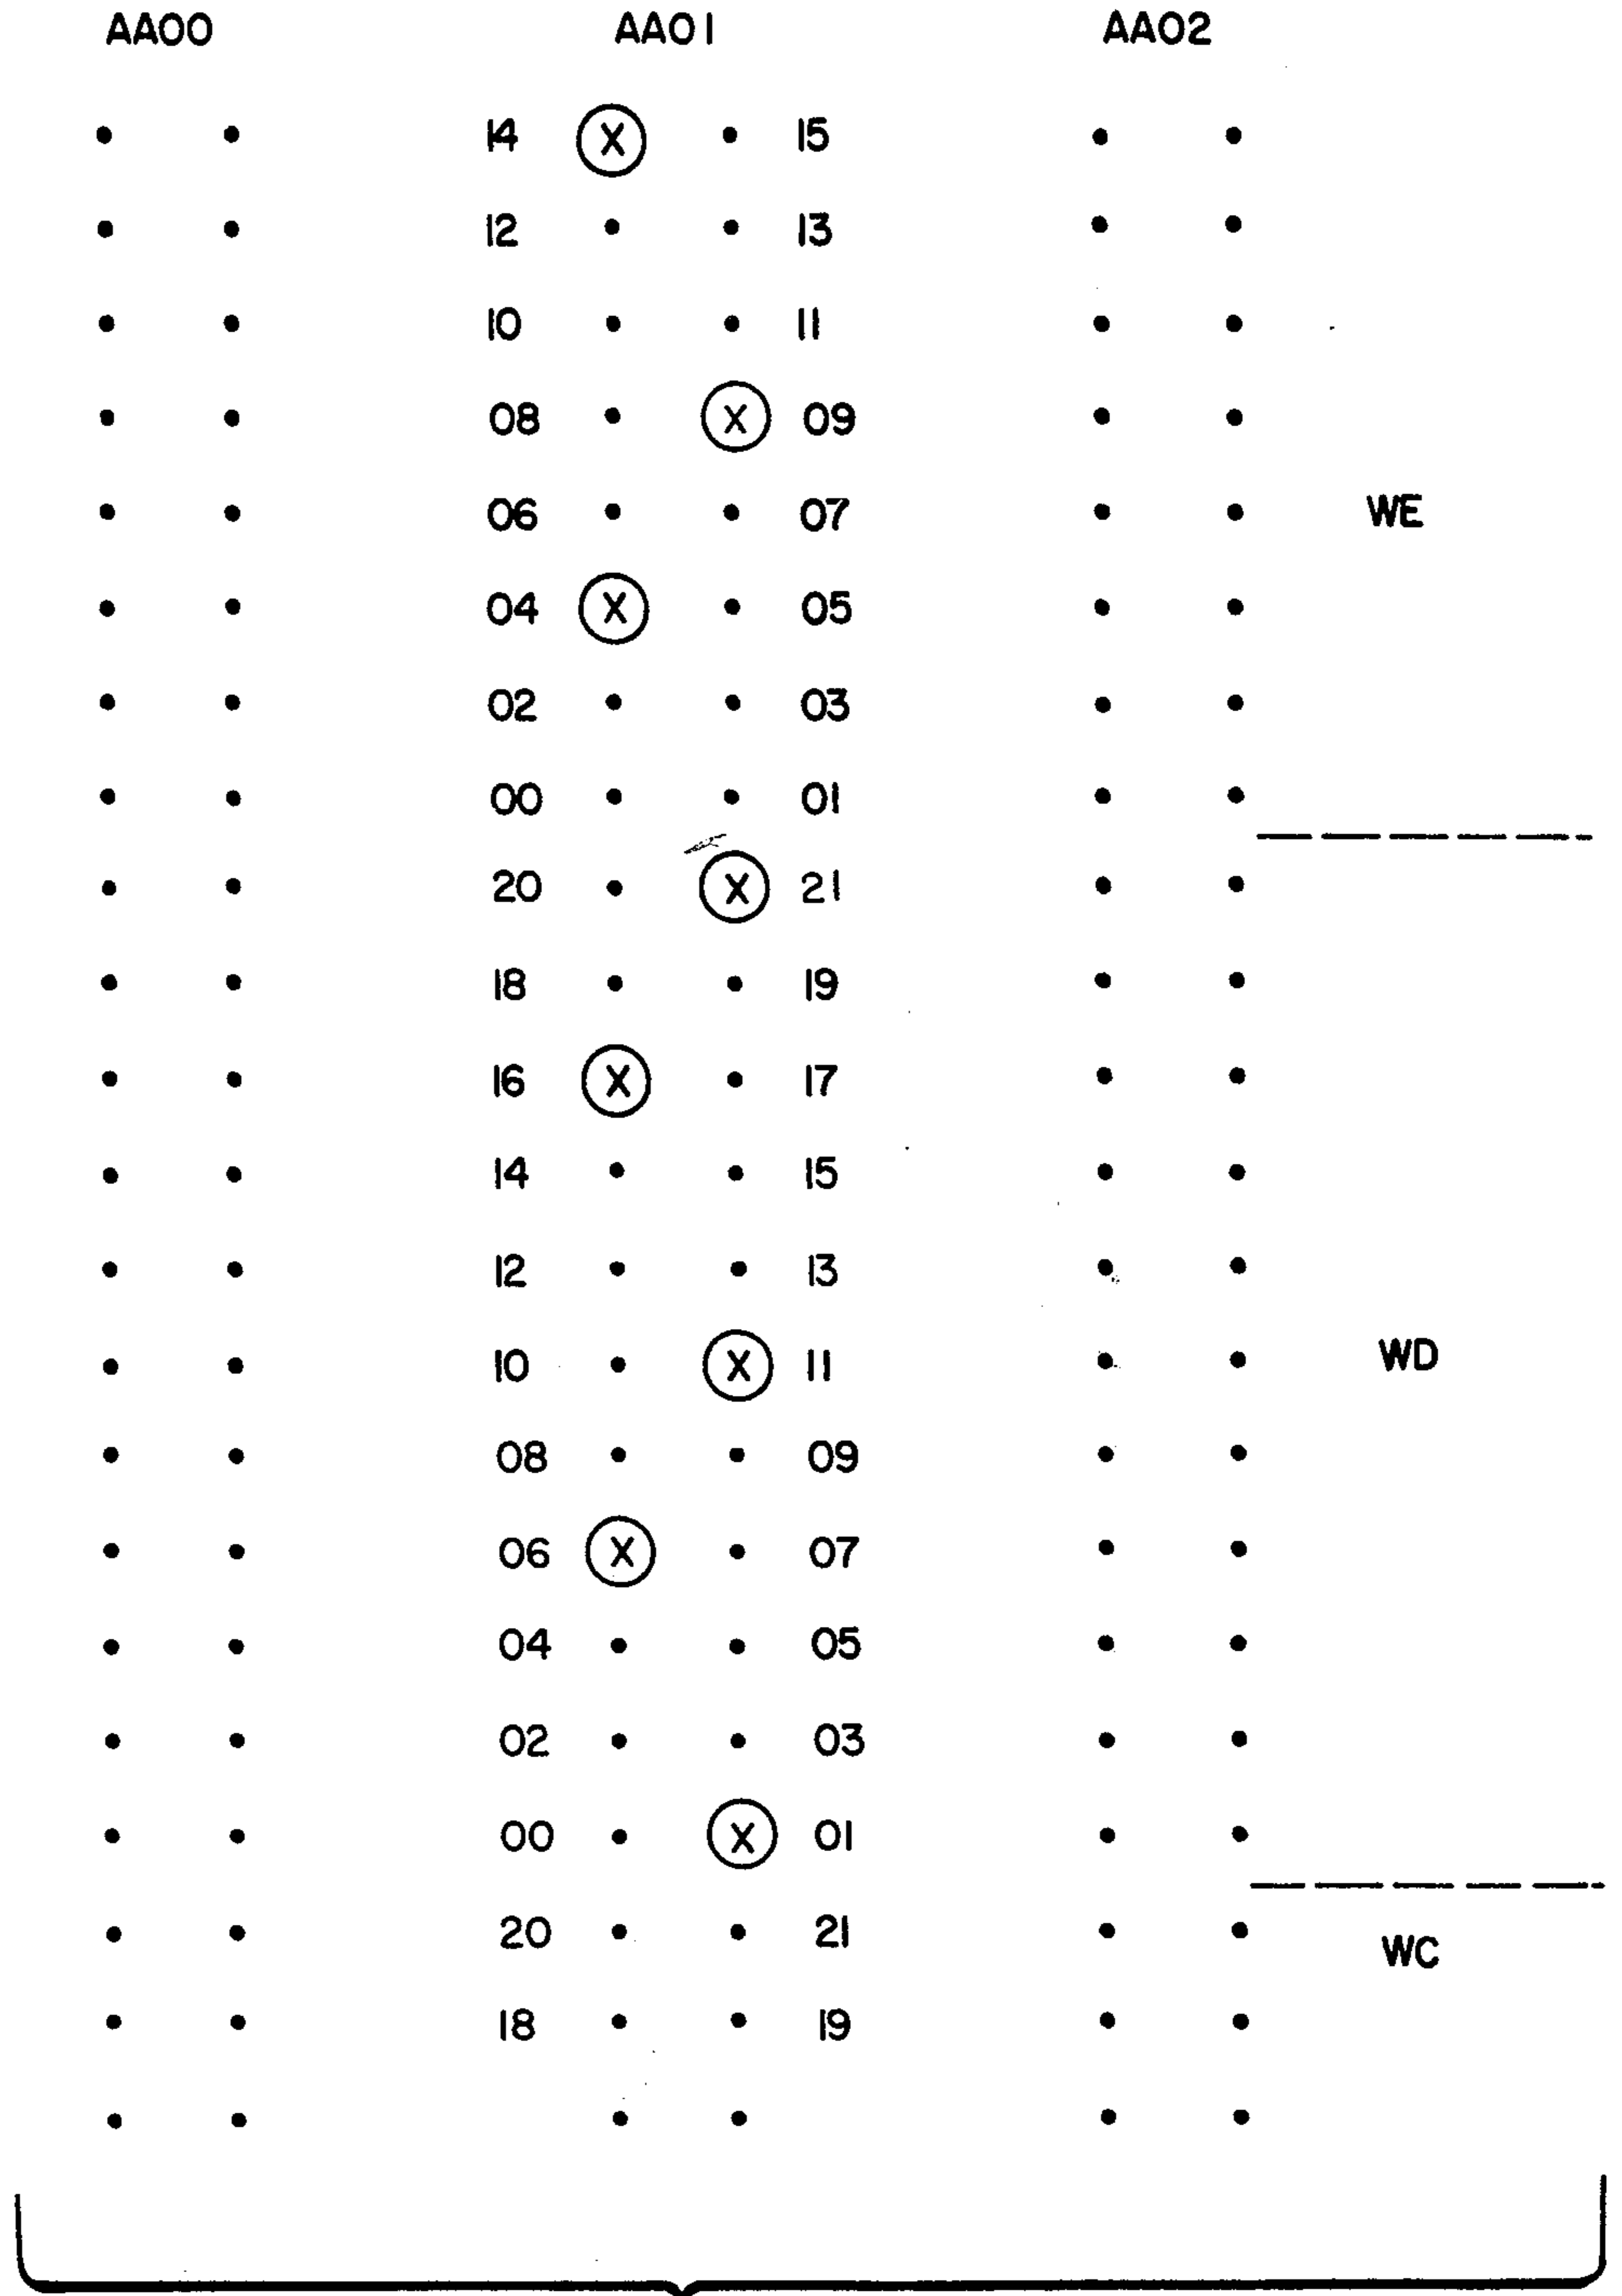 AA00 AA01 AA02
14 X 15
12 13
10 11
08 X 09
06 07 WE
04 X 05
02 03
00 01
20 X 21
18 19
16 X 17
14 15
12 13
10 X 11 WD
08 09
06 X 07
04 05
02 03
00 X 01
20 21 WC
18 19